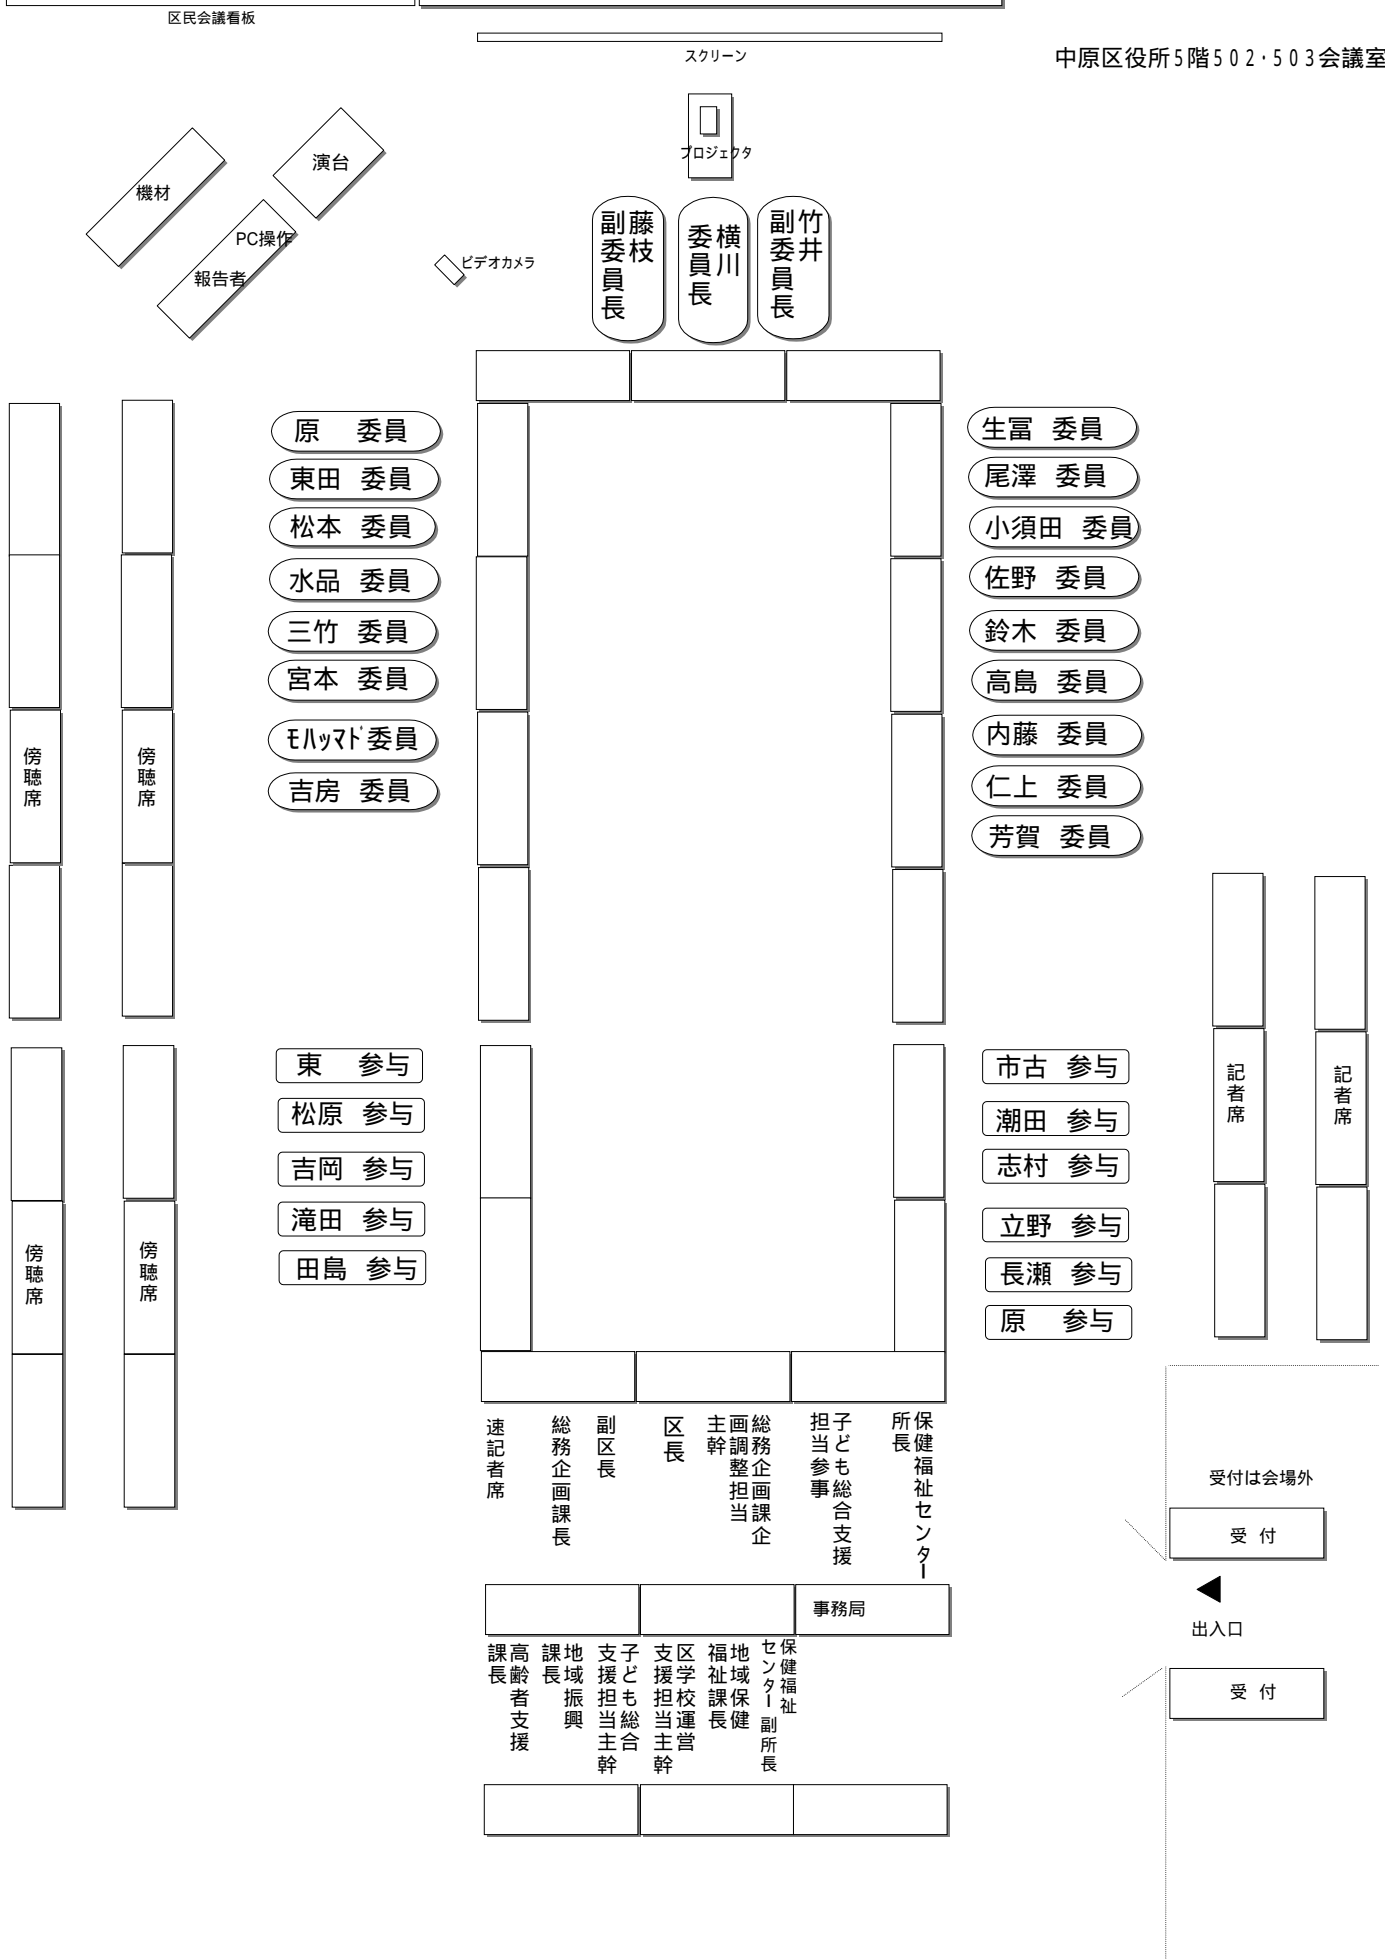 区民会議看板
スクリーン
中原区役所5階502・503会議室
プロジェクタ
演台
機材
PC操作
報告者
ビデオカメラ
藤枝
副委員長
横川
委員長
竹井
副委員長
原 委員
東田 委員
松本 委員
水品 委員
三竹 委員
宮本 委員
ﾓﾊｯﾏﾄﾞ委員
吉房 委員
生冨 委員
尾澤 委員
小須田 委員
佐野 委員
鈴木 委員
高島 委員
内藤 委員
仁上 委員
芳賀 委員
傍聴席
傍聴席
東 参与
松原 参与
吉岡 参与
滝田 参与
田島 参与
市古 参与
潮田 参与
志村 参与
立野 参与
長瀬 参与
原 参与
記者席
記者席
傍聴席
傍聴席
速記者席
総務企画課長
副区長
区長
総務企画課企
画調整担当
主幹
子ども総合支援
担当参事
保健福祉センター
所長
受付は会場外
受 付
出入口
受 付
事務局
高齢者支援
課長
地域振興
課長
子ども総合
支援担当主幹
区学校運営
支援担当主幹
地域保健
福祉課長
保健福祉
センター 副所長